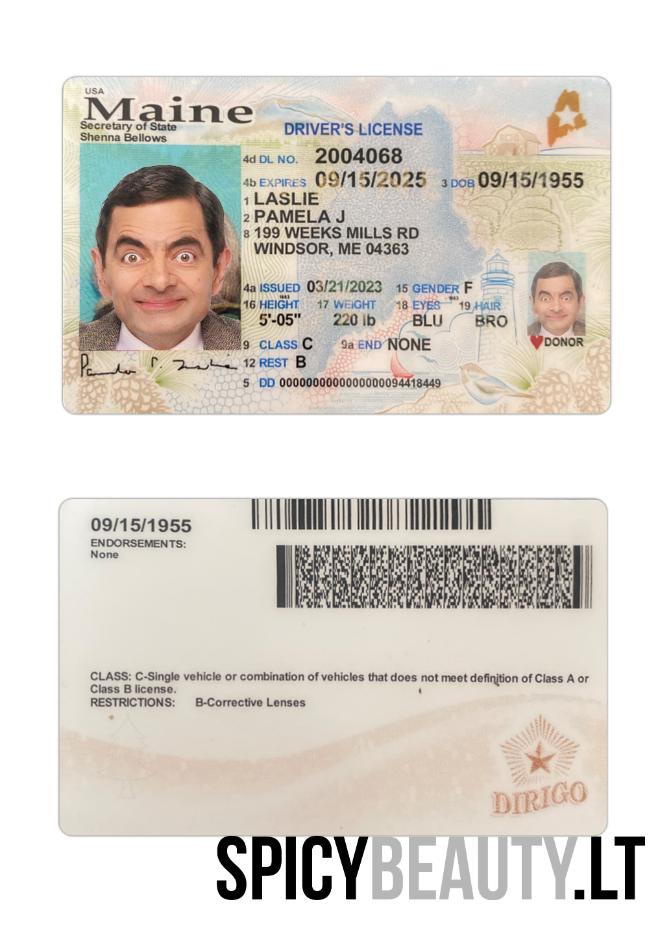 USA
Maine
Secretary of State
Shenna Bellows
DRIVER'S LICENSE
4d DL NO. 2004068
4b EXPIRES 09/15/2025 3 DOB 09/15/1955
1 LASLIE
2 PAMELA J
8 199 WEEKS MILLS RD
WINDSOR, ME 04363
4a ISSUED 03/21/2023 15 GENDER F
16 HEIGHT 17 WEIGHT 18 EYES 19 HAIR
5'-05" 220 lb BLU BRO
DONOR
9 CLASS C 9a END NONE
12 REST B
5 DD 0000000000000000094418449
09/15/1955
ENDORSEMENTS:
None
CLASS: C-Single vehicle or combination of vehicles that does not meet definition of Class A or
Class B license.
RESTRICTIONS: B-Corrective Lenses
DIRIGO
SPICYBEAUTY.LT